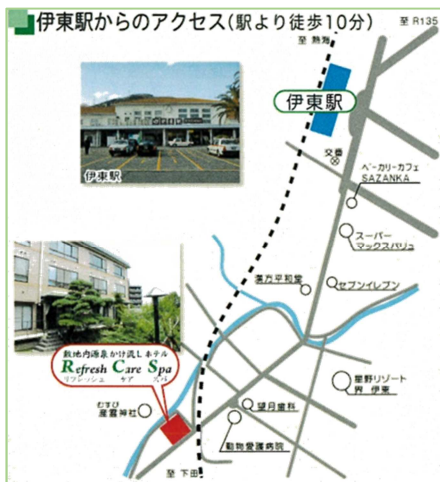 伊東駅からのアクセス(駅より徒歩10分)
至 R135
至 熱海
伊東駅
交番
伊東駅
ベーカリーカフェ
SAZANKA
スーパー
マックスバリュ
漢方平和堂
セブンイレブン
敷地内源泉かけ流しホテル
Refresh Care Spa
リフレッシュ ケア スパ
星野リゾート
界 伊東
むすび
産霊神社
望月歯科
動物愛護病院
至 下田